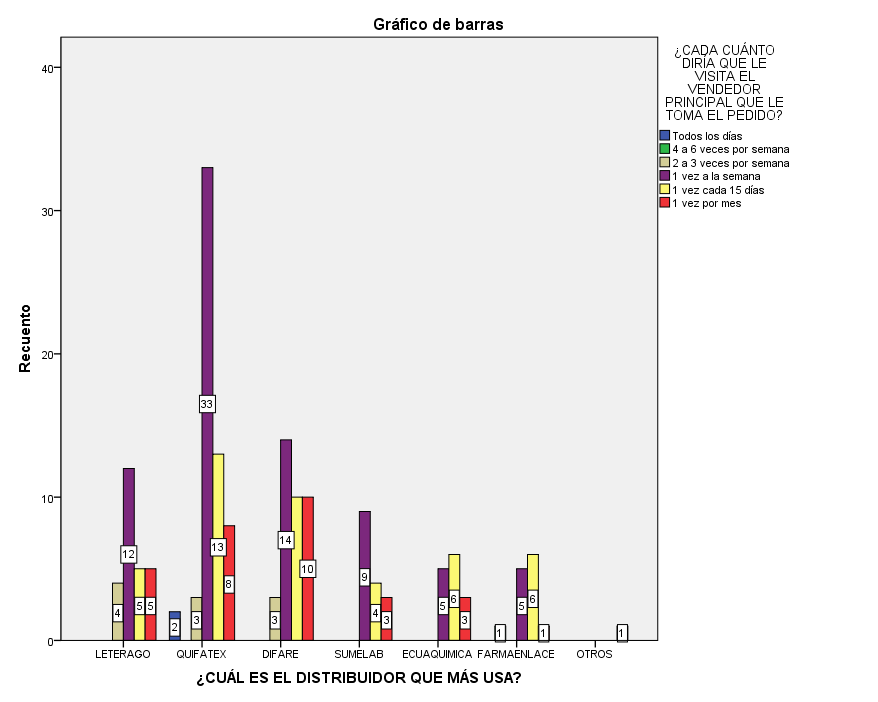 Gráfico de barras
¿CADA CUÁNTO
DIRÍA QUE LE
VISITA EL
VENDEDOR
PRINCIPAL QUE LE
TOMA EL PEDIDO?
Todos los días
4 a 6 veces por semana
2 a 3 veces por semana
1 vez a la semana
1 vez cada 15 días
1 vez por mes
Recuento
40
30
20
10
0
4
12
5
5
2
3
33
13
8
3
14
10
9
4
3
5
6
3
1
5
6
1
1
LETERAGO
QUIFATEX
DIFARE
SUMELAB
ECUAQUIMICA
FARMAENLACE
OTROS
¿CUÁL ES EL DISTRIBUIDOR QUE MÁS USA?